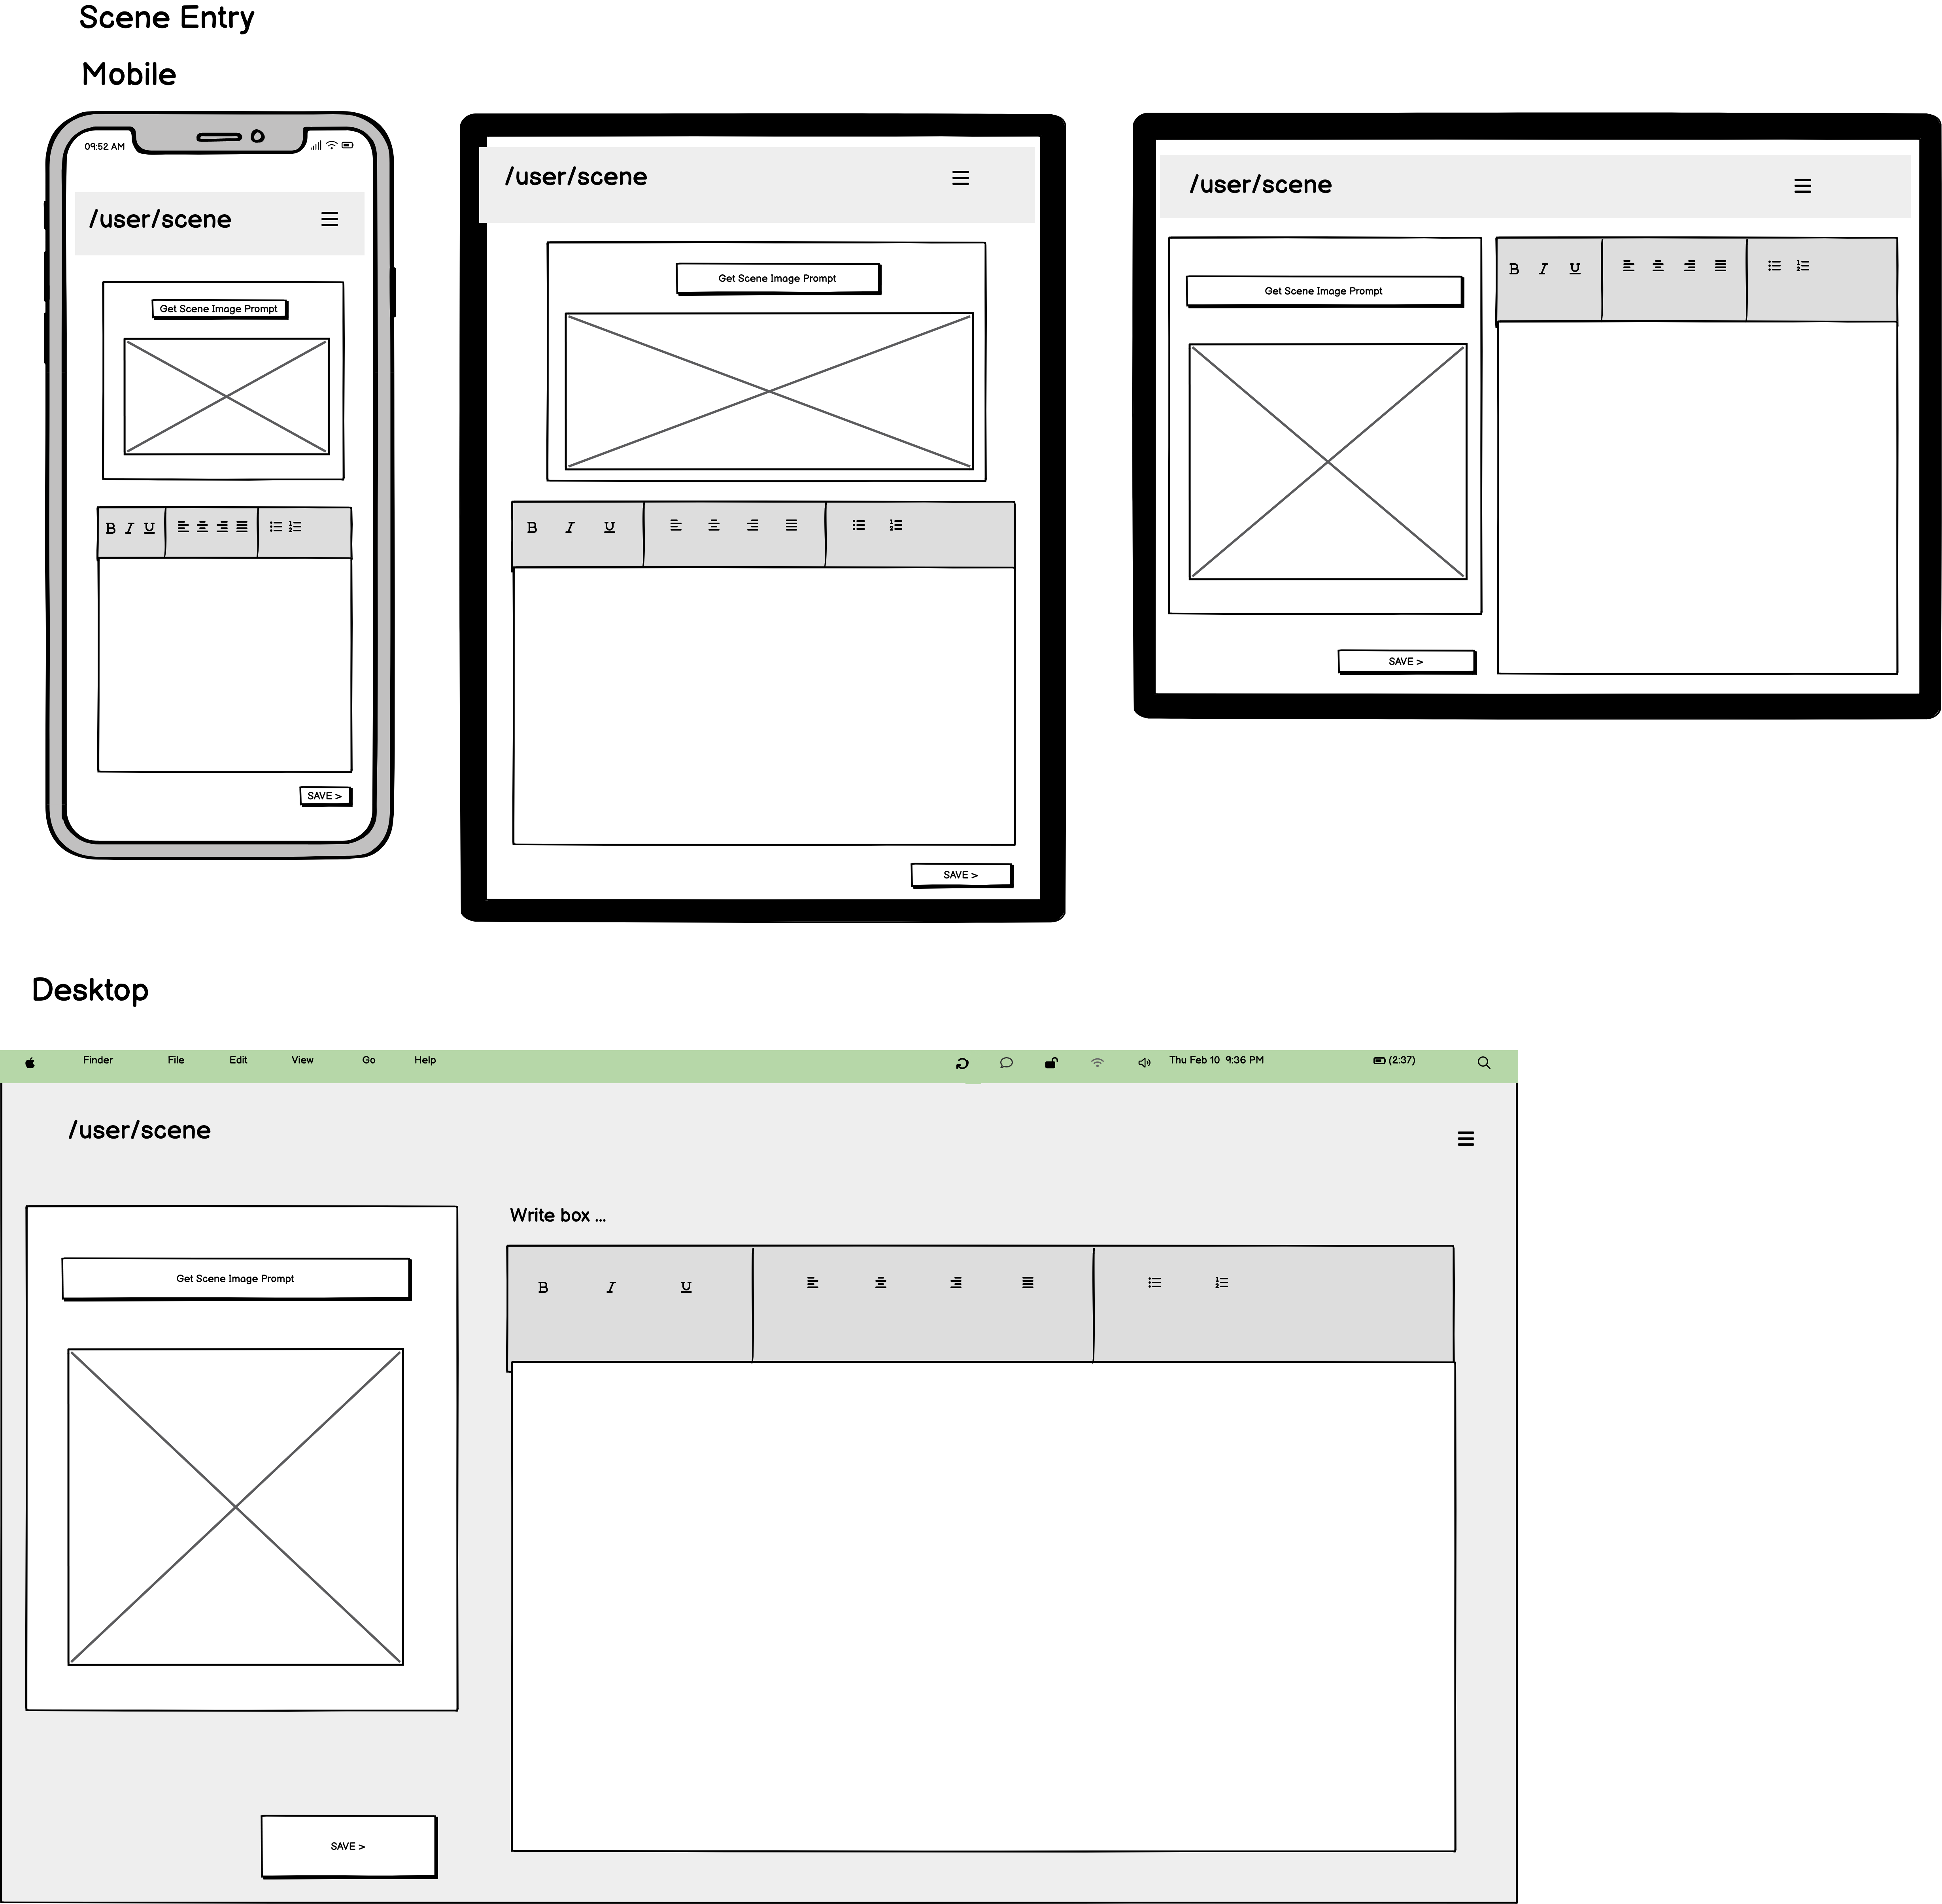 Scene Entry
Mobile
09:52 AM
/user/scene
Get Scene Image Prompt
B I U
SAVE >
/user/scene
Get Scene Image Prompt
B I U
SAVE >
/user/scene
Get Scene Image Prompt
B I U
SAVE >
Desktop
Finder File Edit View Go Help Thu Feb 10 9:36 PM (2:37)
/user/scene
Write box ...
Get Scene Image Prompt
B I U
SAVE >